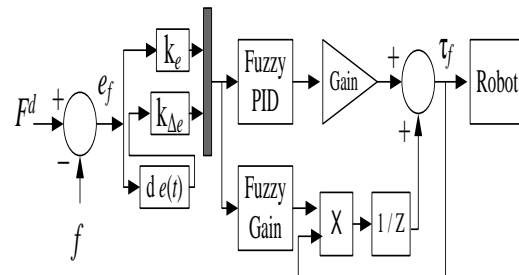 k_e
Fuzzy
PID
Gain
+
τ_f
Robot
F^d
+
e_f
−
k_Δe
+
d e(t)
Fuzzy
Gain
X
1/Z
f